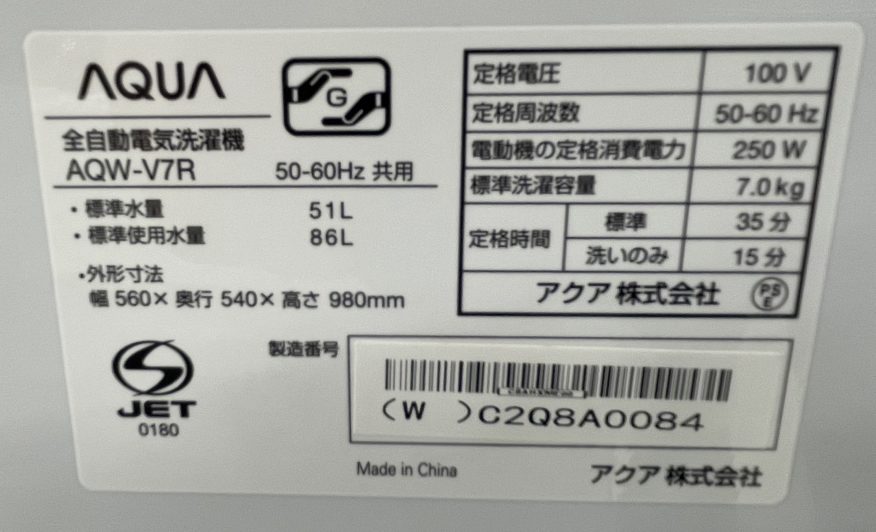 AQUA
G
全自動電気洗濯機
AQW-V7R 50-60Hz 共用
・標準水量 51L
・標準使用水量 86L
・外形寸法
幅 560× 奥行 540× 高さ 980mm
定格電圧 100 V
定格周波数 50-60 Hz
電動機の定格消費電力 250 W
標準洗濯容量 7.0kg
定格時間 標準 35 分
洗いのみ 15 分
アクア 株式会社 PSE
JET
0180
製造番号
(W )C2Q8A0084
Made in China
アクア 株式会社